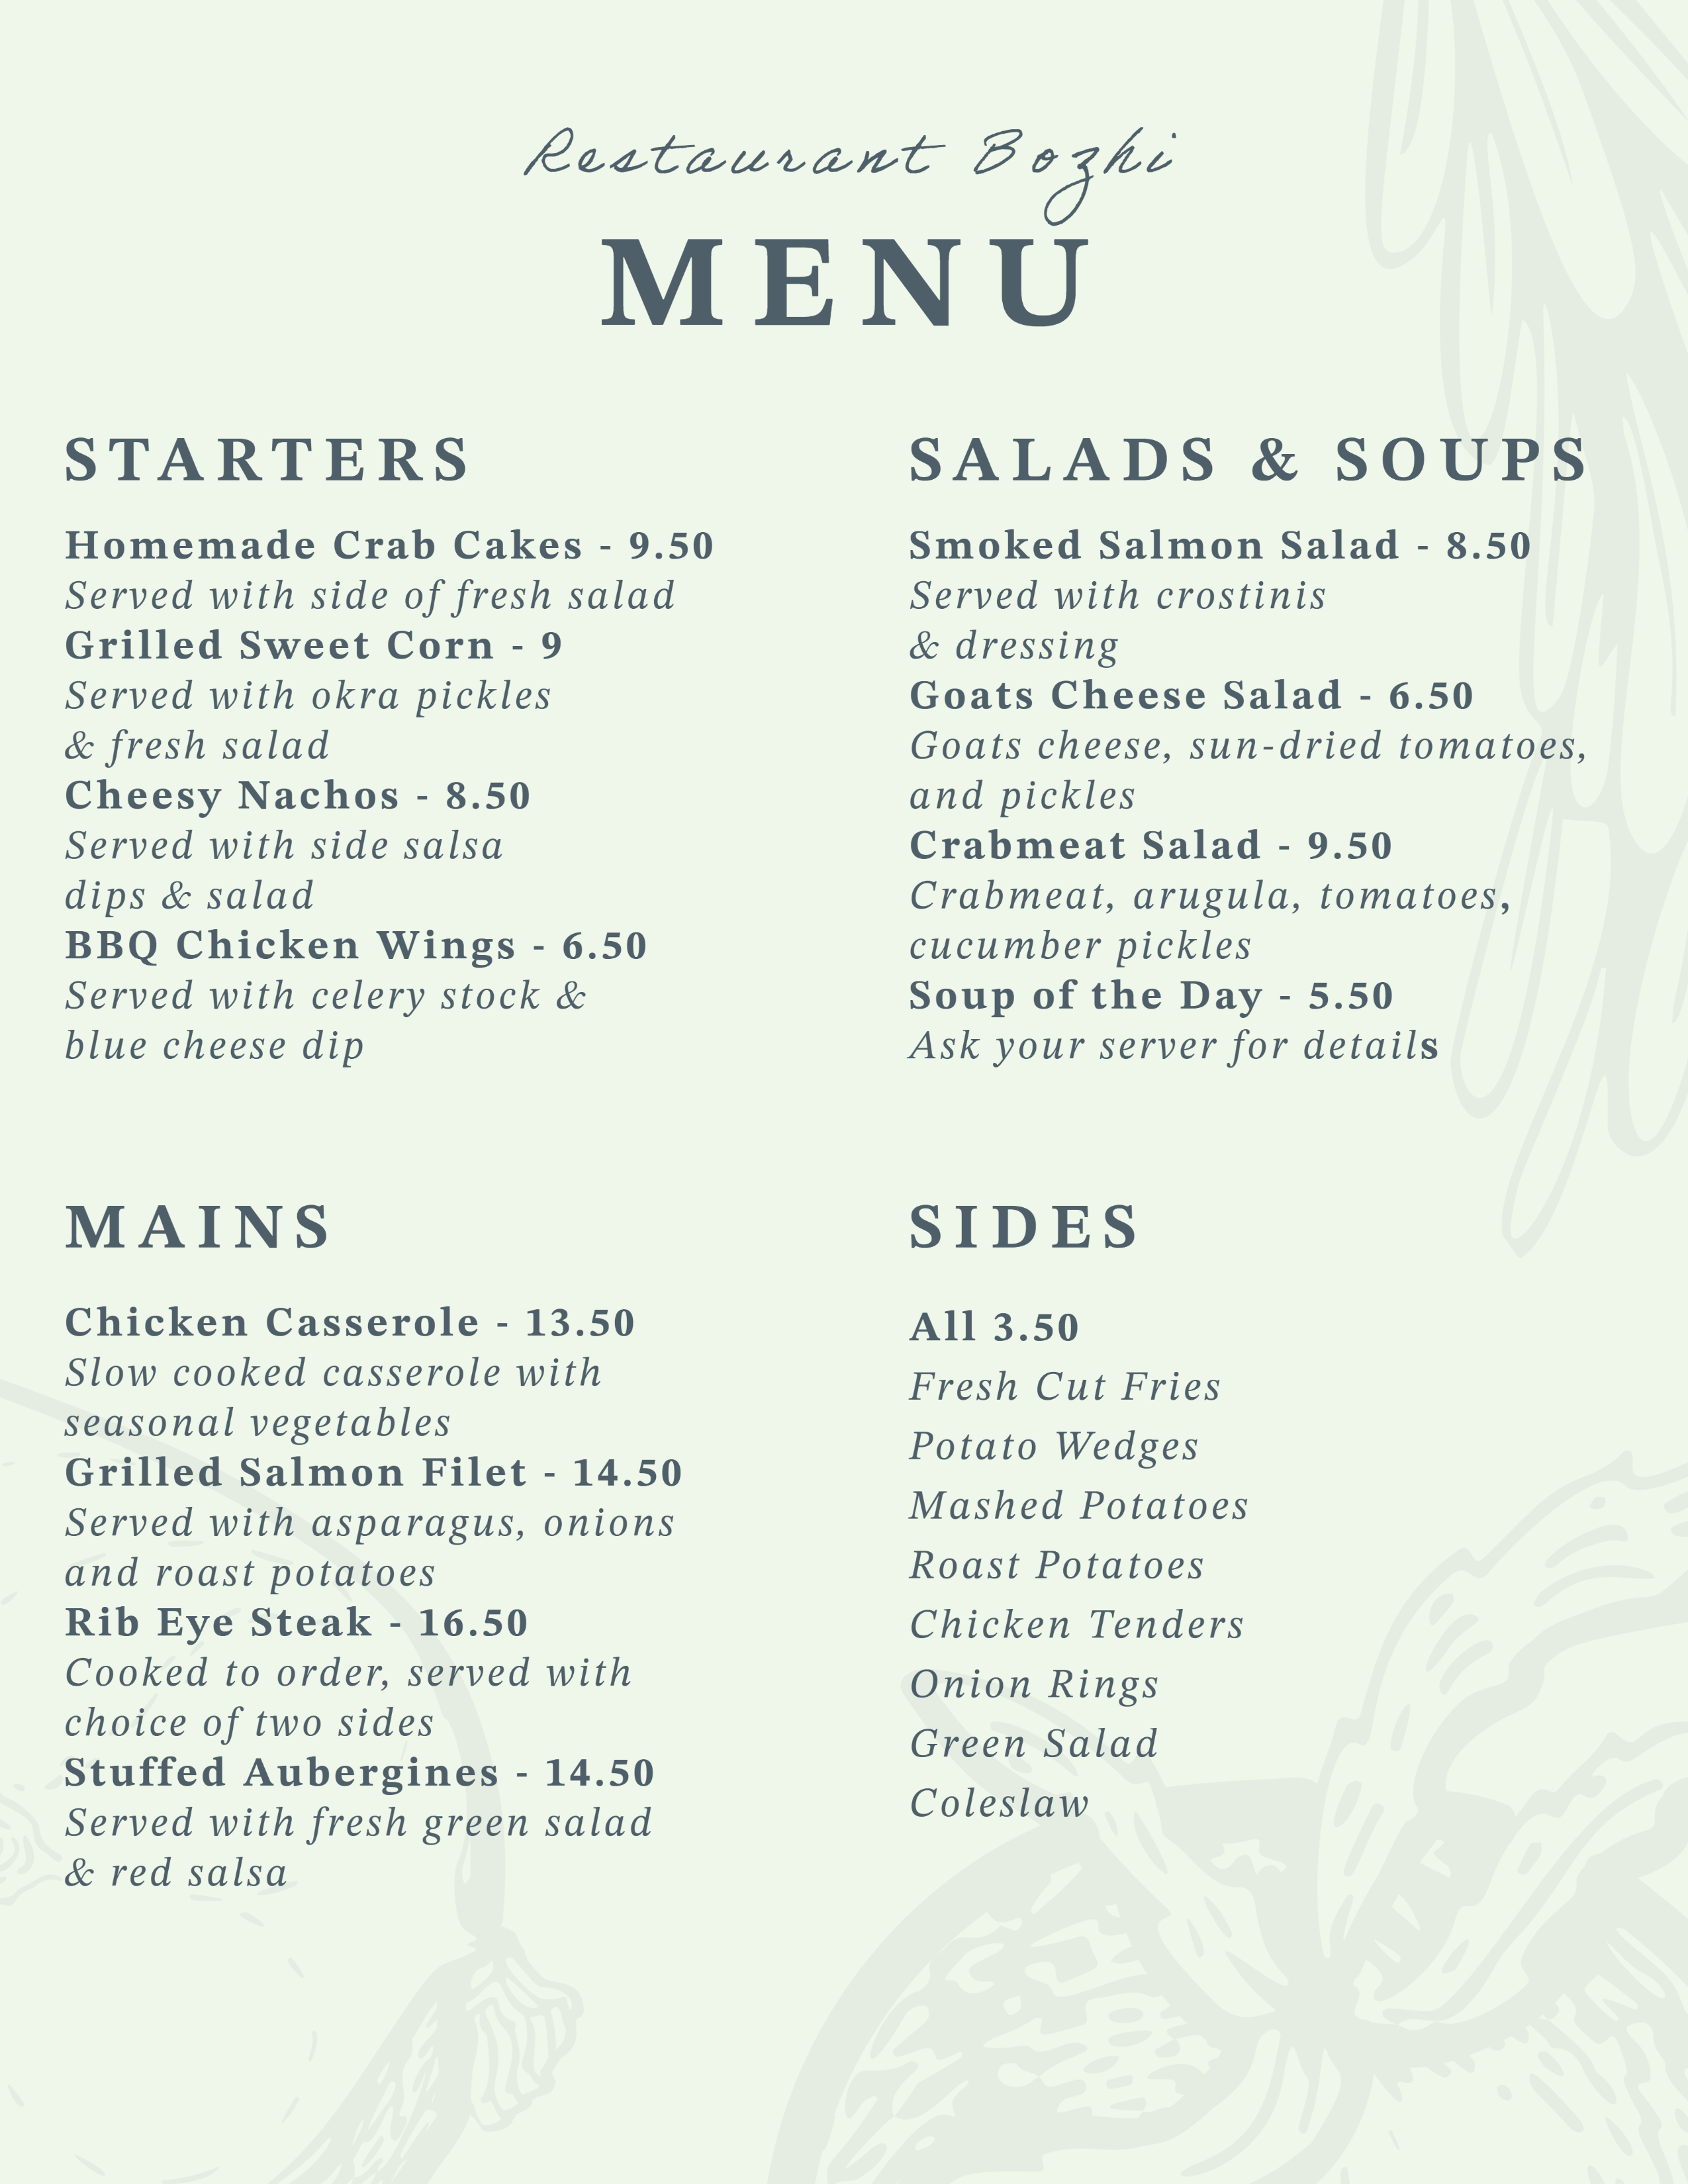 Restaurant Bozhi
MENU
STARTERS
Homemade Crab Cakes - 9.50
Served with side of fresh salad
Grilled Sweet Corn - 9
Served with okra pickles
& fresh salad
Cheesy Nachos - 8.50
Served with side salsa
dips & salad
BBQ Chicken Wings - 6.50
Served with celery stock &
blue cheese dip
SALADS & SOUPS
Smoked Salmon Salad - 8.50
Served with crostinis
& dressing
Goats Cheese Salad - 6.50
Goats cheese, sun-dried tomatoes,
and pickles
Crabmeat Salad - 9.50
Crabmeat, arugula, tomatoes,
cucumber pickles
Soup of the Day - 5.50
Ask your server for details
MAINS
Chicken Casserole - 13.50
Slow cooked casserole with
seasonal vegetables
Grilled Salmon Filet - 14.50
Served with asparagus, onions
and roast potatoes
Rib Eye Steak - 16.50
Cooked to order, served with
choice of two sides
Stuffed Aubergines - 14.50
Served with fresh green salad
& red salsa
SIDES
All 3.50
Fresh Cut Fries
Potato Wedges
Mashed Potatoes
Roast Potatoes
Chicken Tenders
Onion Rings
Green Salad
Coleslaw